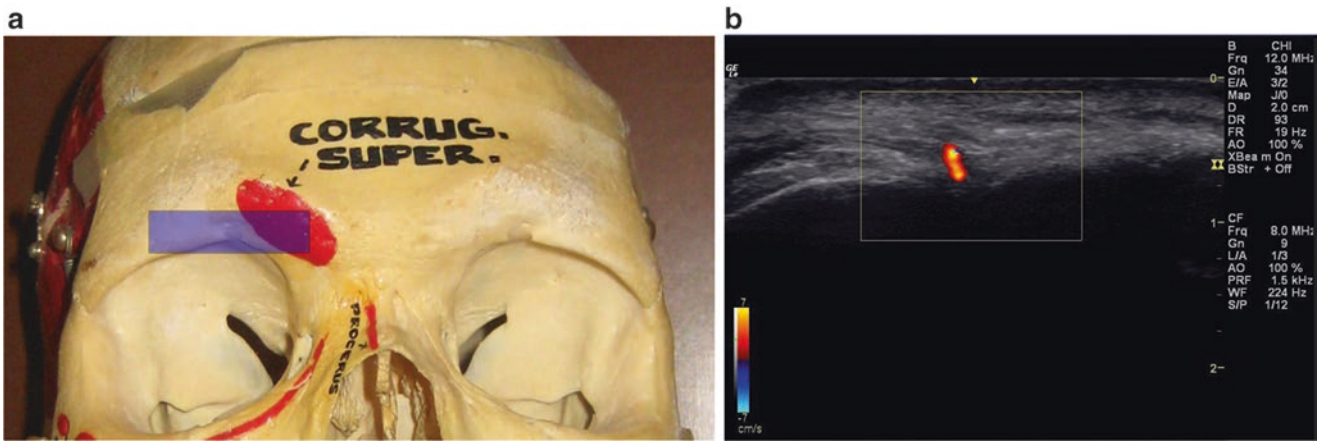 a
b
CORRUG.
SUPER.
PROCERUS
GE
L6
B CHI
Frq 12.0 MHz
Gn 34
E/A 3/2
Map J/0
D 2.0 cm
DR 93
FR 19 Hz
AO 100 %
XBeam On
BStr + Off
CF
Frq 8.0 MHz
Gn 9
L/A 1/3
AO 100 %
PRF 1.5 kHz
WF 224 Hz
S/P 1/12
0
1
2
7
-7
cm/s